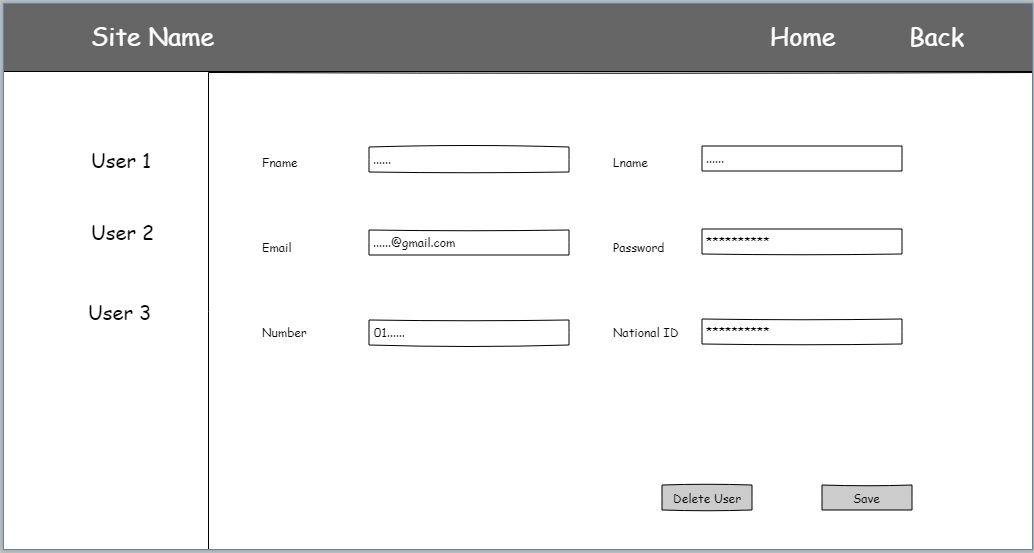 Site Name Home Back
User 1
User 2
User 3
Fname ...... Lname ......
Email ......@gmail.com Password **********
Number 01...... National ID **********
Delete User Save